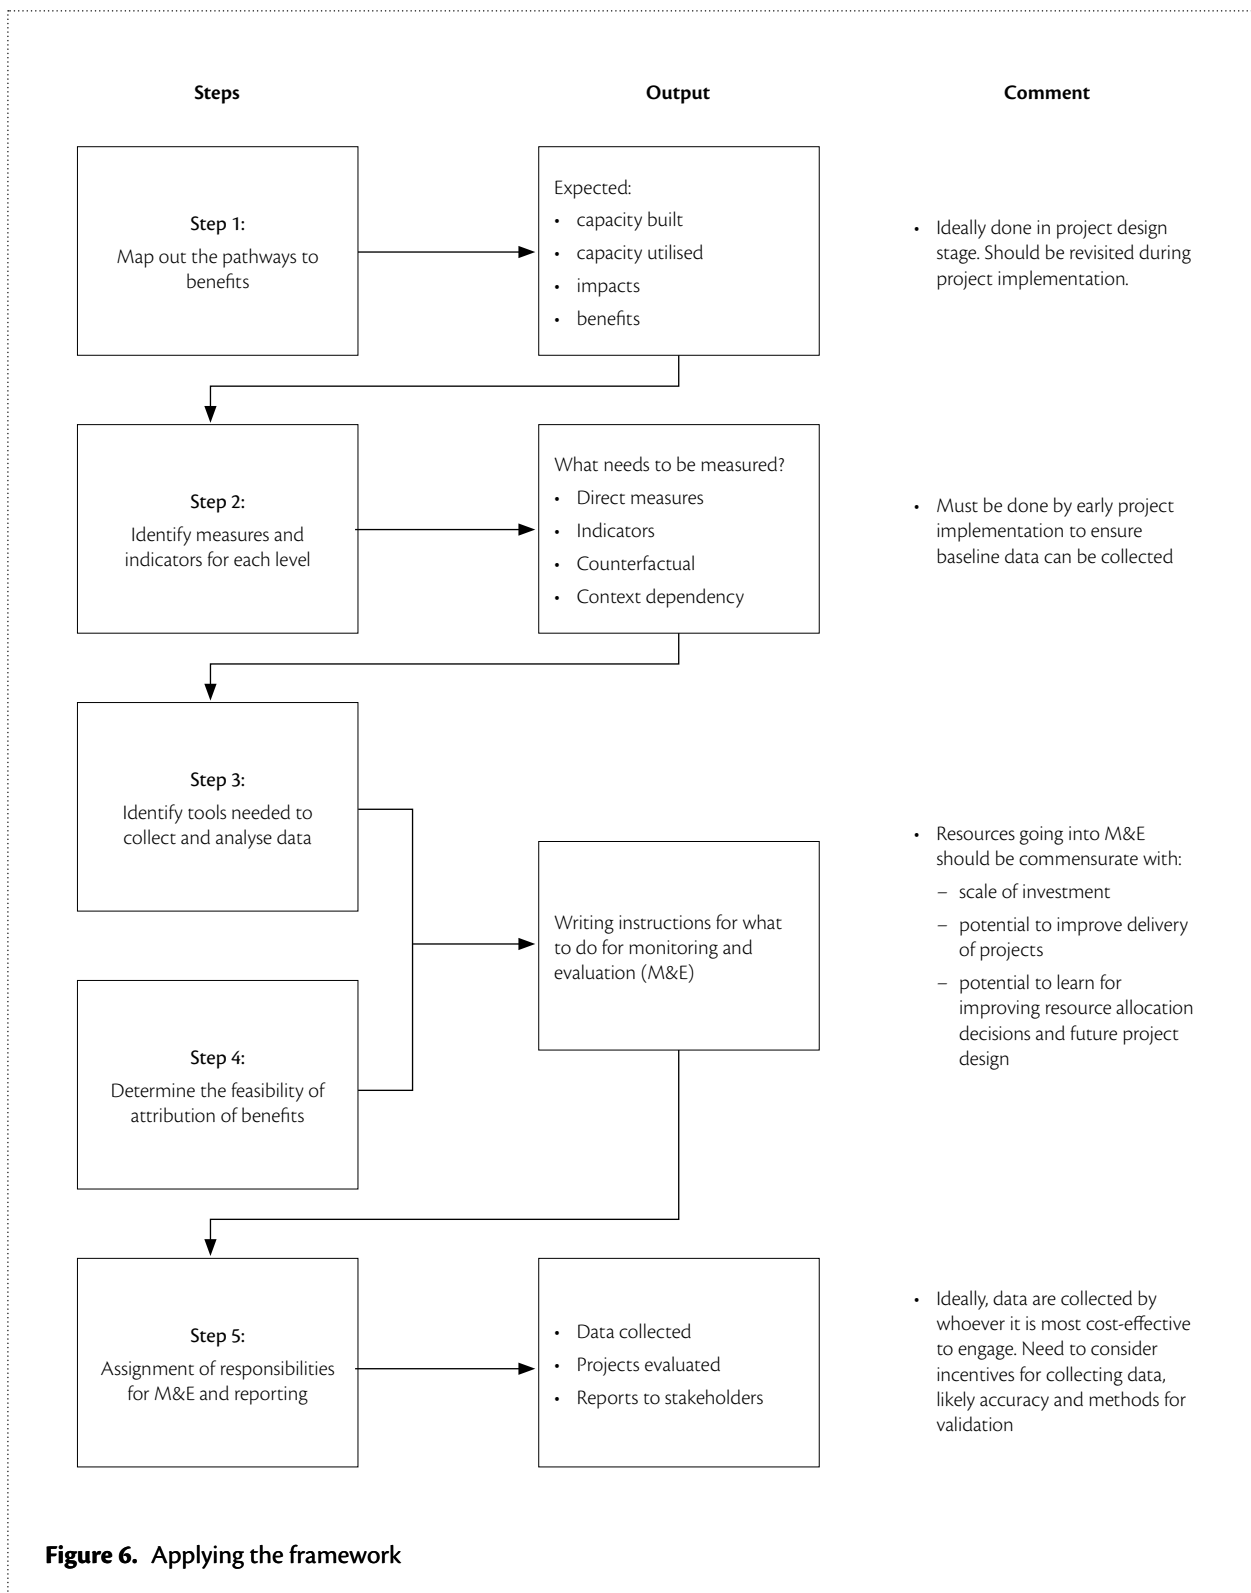 Steps
Output
Comment
Step 1:
Map out the pathways to
benefits
Expected:
• capacity built
• capacity utilised
• impacts
• benefits
• Ideally done in project design
stage. Should be revisited during
project implementation.
Step 2:
Identify measures and
indicators for each level
What needs to be measured?
• Direct measures
• Indicators
• Counterfactual
• Context dependency
• Must be done by early project
implementation to ensure
baseline data can be collected
Step 3:
Identify tools needed to
collect and analyse data
Step 4:
Determine the feasibility of
attribution of benefits
Writing instructions for what
to do for monitoring and
evaluation (M&E)
• Resources going into M&E
should be commensurate with:
– scale of investment
– potential to improve delivery
of projects
– potential to learn for
improving resource allocation
decisions and future project
design
Step 5:
Assignment of responsibilities
for M&E and reporting
• Data collected
• Projects evaluated
• Reports to stakeholders
• Ideally, data are collected by
whoever it is most cost-effective
to engage. Need to consider
incentives for collecting data,
likely accuracy and methods for
validation
Figure 6. Applying the framework